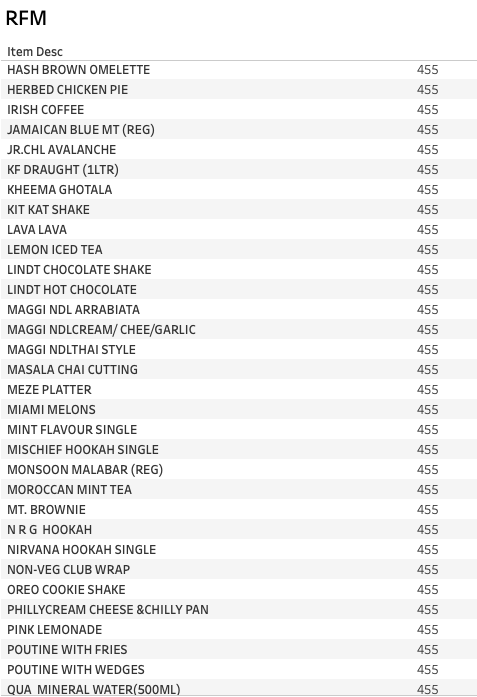 RFM
Item Desc
HASH BROWN OMELETTE 455
HERBED CHICKEN PIE 455
IRISH COFFEE 455
JAMAICAN BLUE MT (REG) 455
JR.CHL AVALANCHE 455
KF DRAUGHT (1LTR) 455
KHEEMA GHOTALA 455
KIT KAT SHAKE 455
LAVA LAVA 455
LEMON ICED TEA 455
LINDT CHOCOLATE SHAKE 455
LINDT HOT CHOCOLATE 455
MAGGI NDL ARRABIATA 455
MAGGI NDLCREAM/ CHEE/GARLIC 455
MAGGI NDLTHAI STYLE 455
MASALA CHAI CUTTING 455
MEZE PLATTER 455
MIAMI MELONS 455
MINT FLAVOUR SINGLE 455
MISCHIEF HOOKAH SINGLE 455
MONSOON MALABAR (REG) 455
MOROCCAN MINT TEA 455
MT. BROWNIE 455
N R G  HOOKAH 455
NIRVANA HOOKAH SINGLE 455
NON-VEG CLUB WRAP 455
OREO COOKIE SHAKE 455
PHILLYCREAM CHEESE &CHILLY PAN 455
PINK LEMONADE 455
POUTINE WITH FRIES 455
POUTINE WITH WEDGES 455
QUA  MINERAL WATER(500ML) 455